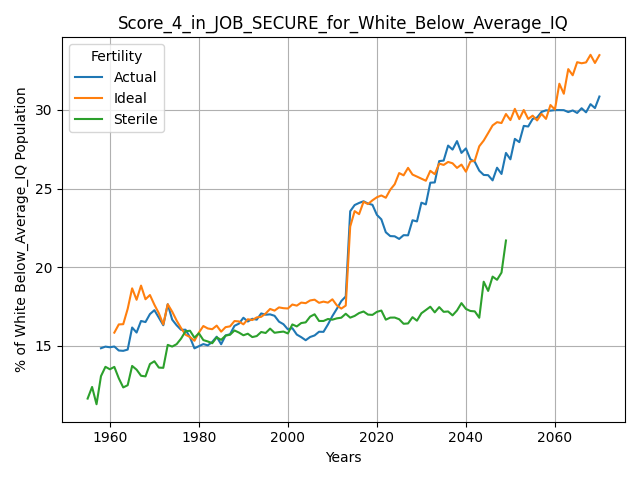 Score_4_in_JOB_SECURE_for_White_Below_Average_IQ
% of White Below_Average_IQ Population
Fertility
Actual
Ideal
Sterile
30
25
20
15
1960
1980
2000
2020
2040
2060
Years